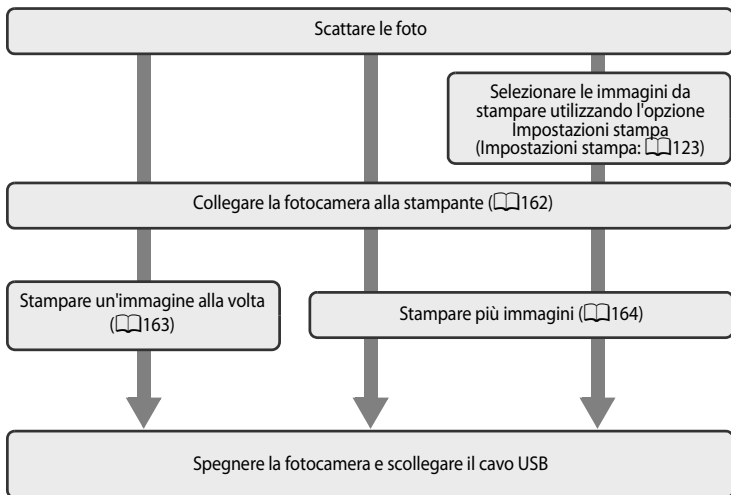 Scattare le foto
Selezionare le immagini da
stampare utilizzando l'opzione
Impostazioni stampa
(Impostazioni stampa: 123)
Collegare la fotocamera alla stampante (162)
Stampare un'immagine alla volta
(163)
Stampare più immagini (164)
Spegnere la fotocamera e scollegare il cavo USB